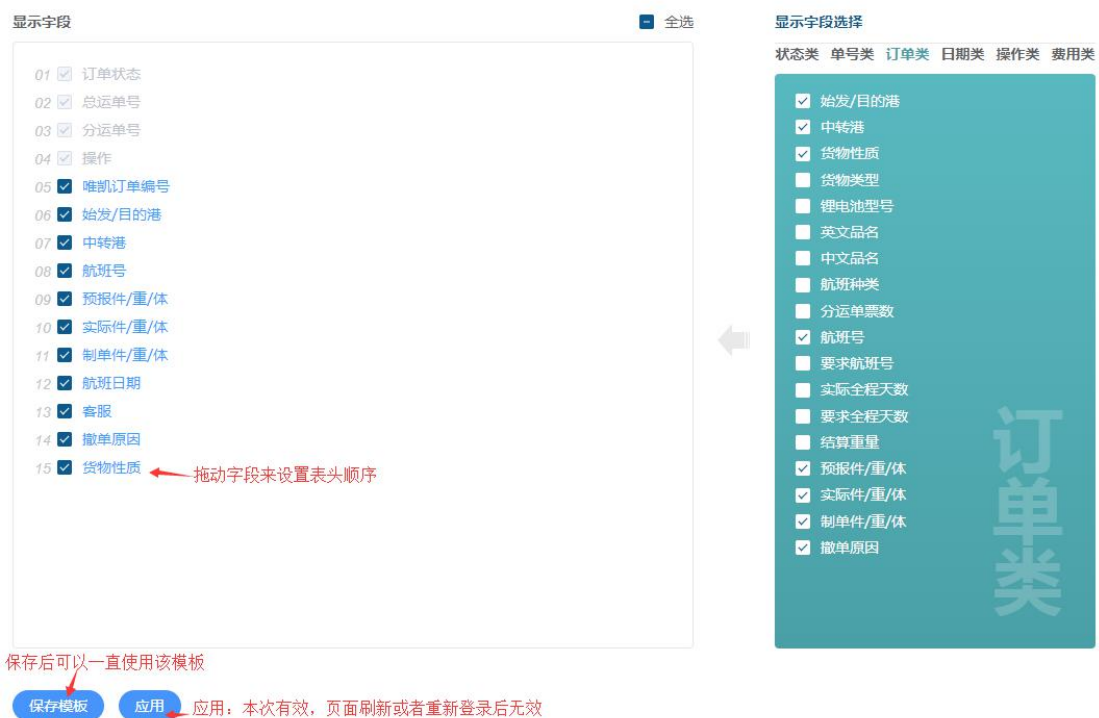 显示字段
全选
01 订单状态
02 总运单号
03 分运单号
04 操作
05 唯凯订单编号
06 始发/目的港
07 中转港
08 航班号
09 预报件/重/体
10 实际件/重/体
11 制单件/重/体
12 航班日期
13 客服
14 撤单原因
15 货物性质
拖动字段来设置表头顺序
保存后可以一直使用该模板
保存模板
应用
应用：本次有效，页面刷新或者重新登录后无效
显示字段选择
状态类 单号类 订单类 日期类 操作类 费用类
始发/目的港
中转港
货物性质
货物类型
锂电池型号
英文品名
中文品名
航班种类
分运单票数
航班号
要求航班号
实际全程天数
要求全程天数
结算重量
预报件/重/体
实际件/重/体
制单件/重/体
撤单原因
订单类